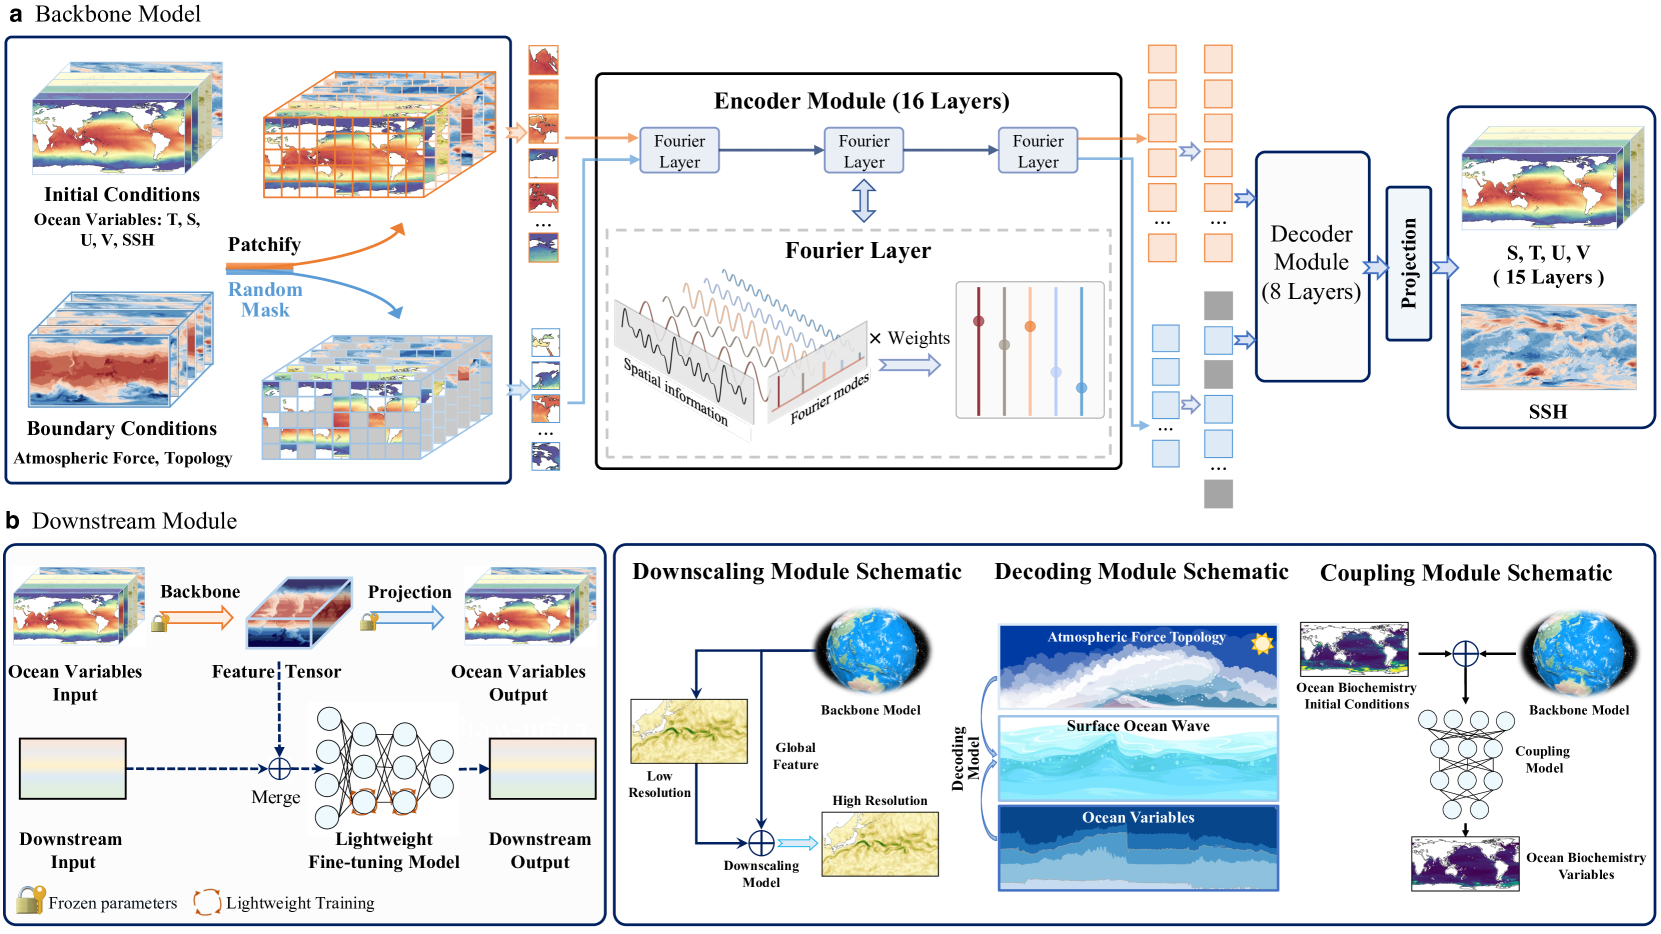 a Backbone Model
Initial Conditions
Ocean Variables: T, S,
U, V, SSH
Patchify
Random
Mask
Boundary Conditions
Atmospheric Force, Topology
...
...
Encoder Module (16 Layers)
Fourier
Layer
Fourier
Layer
Fourier
Layer
Fourier Layer
Spatial information
Fourier modes
× Weights
...
...
...
...
Decoder
Module
(8 Layers)
Projection
S, T, U, V
( 15 Layers )
SSH
b Downstream Module
Backbone
Projection
Ocean Variables
Input
Feature Tensor
Ocean Variables
Output
Merge
Downstream
Input
Lightweight
Fine-tuning Model
Downstream
Output
Frozen parameters
Lightweight Training
Downscaling Module Schematic
Backbone Model
Low
Resolution
Global
Feature
High Resolution
Downscaling
Model
Decoding Module Schematic
Atmospheric Force Topology
Surface Ocean Wave
Decoding
Model
Ocean Variables
Coupling Module Schematic
Ocean Biochemistry
Initial Conditions
Backbone Model
Coupling
Model
Ocean Biochemistry
Variables